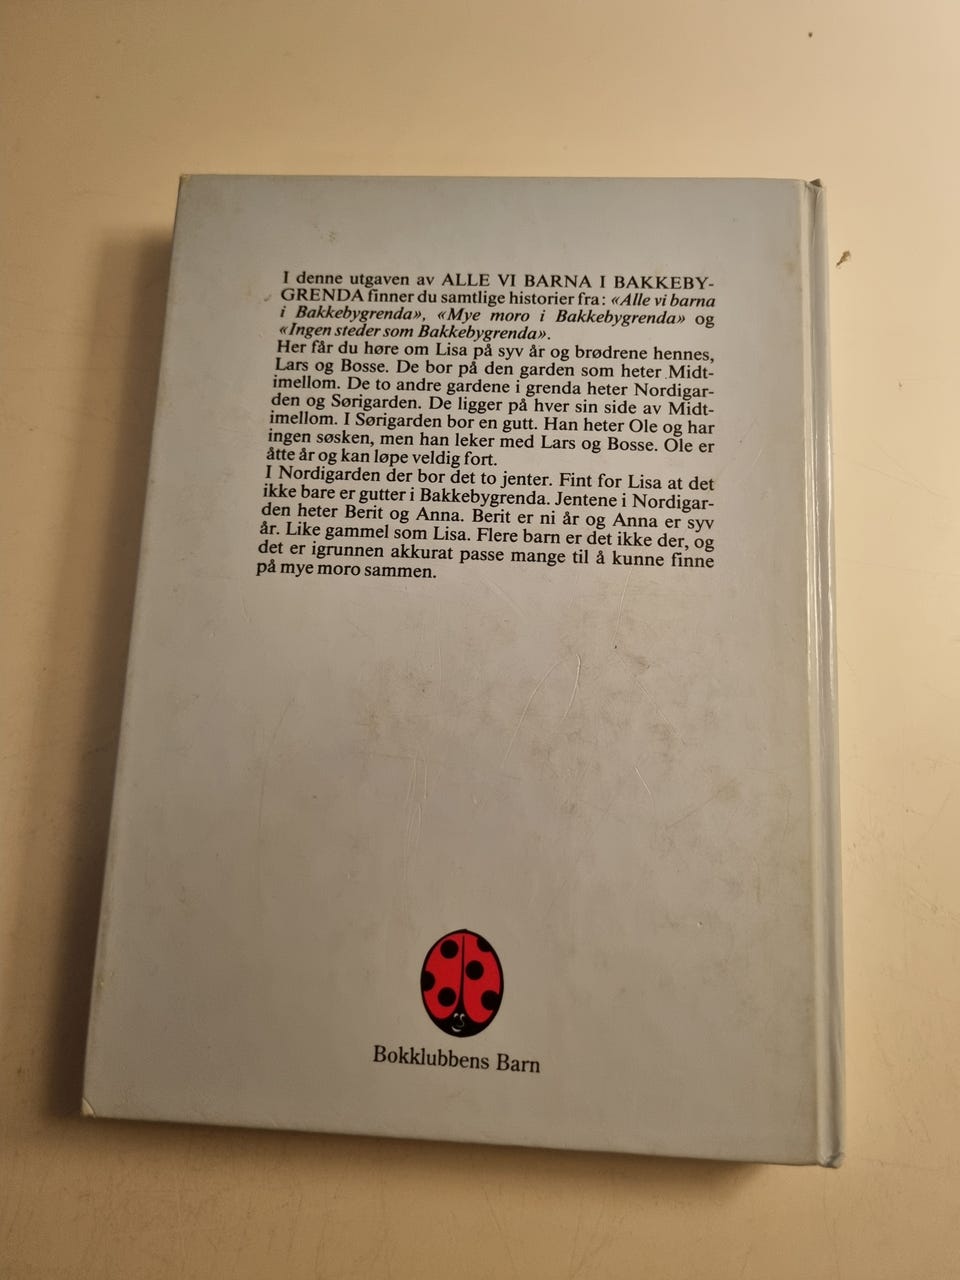 I denne utgaven av ALLE VI BARNA I BAKKEBY-
GRENDA finner du samtlige historier fra: «Alle vi barna
i Bakkebygrenda», «Mye moro i Bakkebygrenda» og
«Ingen steder som Bakkebygrenda».
Her får du høre om Lisa på syv år og brødrene hennes,
Lars og Bosse. De bor på den garden som heter Midt-
imellom. De to andre gardene i grenda heter Nordigar-
den og Sørigarden. De ligger på hver sin side av Midt-
imellom. I Sørigarden bor en gutt. Han heter Ole og har
ingen søsken, men han leker med Lars og Bosse. Ole er
åtte år og kan løpe veldig fort.
I Nordigarden der bor det to jenter. Fint for Lisa at det
ikke bare er gutter i Bakkebygrenda. Jentene i Nordigar-
den heter Berit og Anna. Berit er ni år og Anna er syv
år. Like gammel som Lisa. Flere barn er det ikke der, og
det er igrunnen akkurat passe mange til å kunne finne
på mye moro sammen.
Bokklubbens Barn